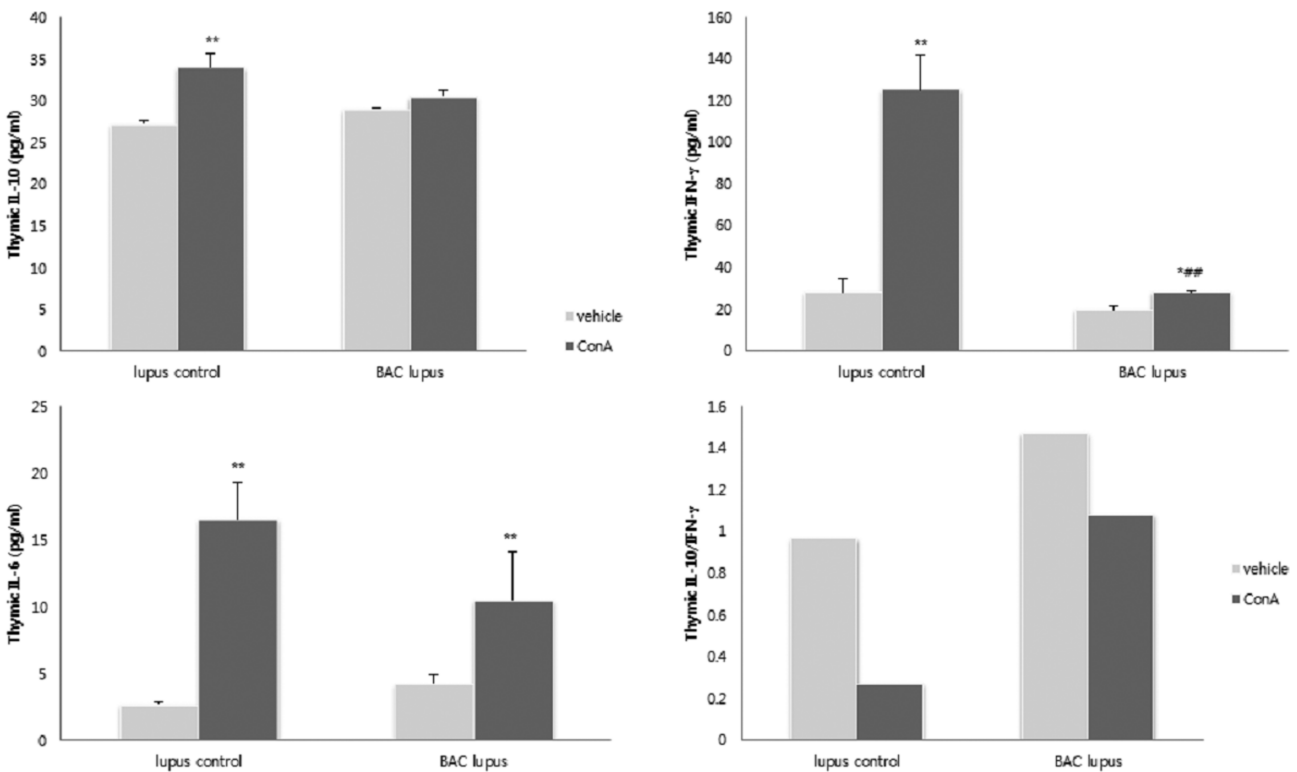 Thymic IL-10 (pg/ml)
40
35
30
25
20
15
10
5
0
**
lupus control
BAC lupus
vehicle
ConA
Thymic IFN-γ (pg/ml)
160
140
120
100
80
60
40
20
0
**
*##
lupus control
BAC lupus
Thymic IL-6 (pg/ml)
25
20
15
10
5
0
**
**
lupus control
BAC lupus
Thymic IL-10/IFN-γ
1.6
1.4
1.2
1
0.8
0.6
0.4
0.2
0
lupus control
BAC lupus
vehicle
ConA